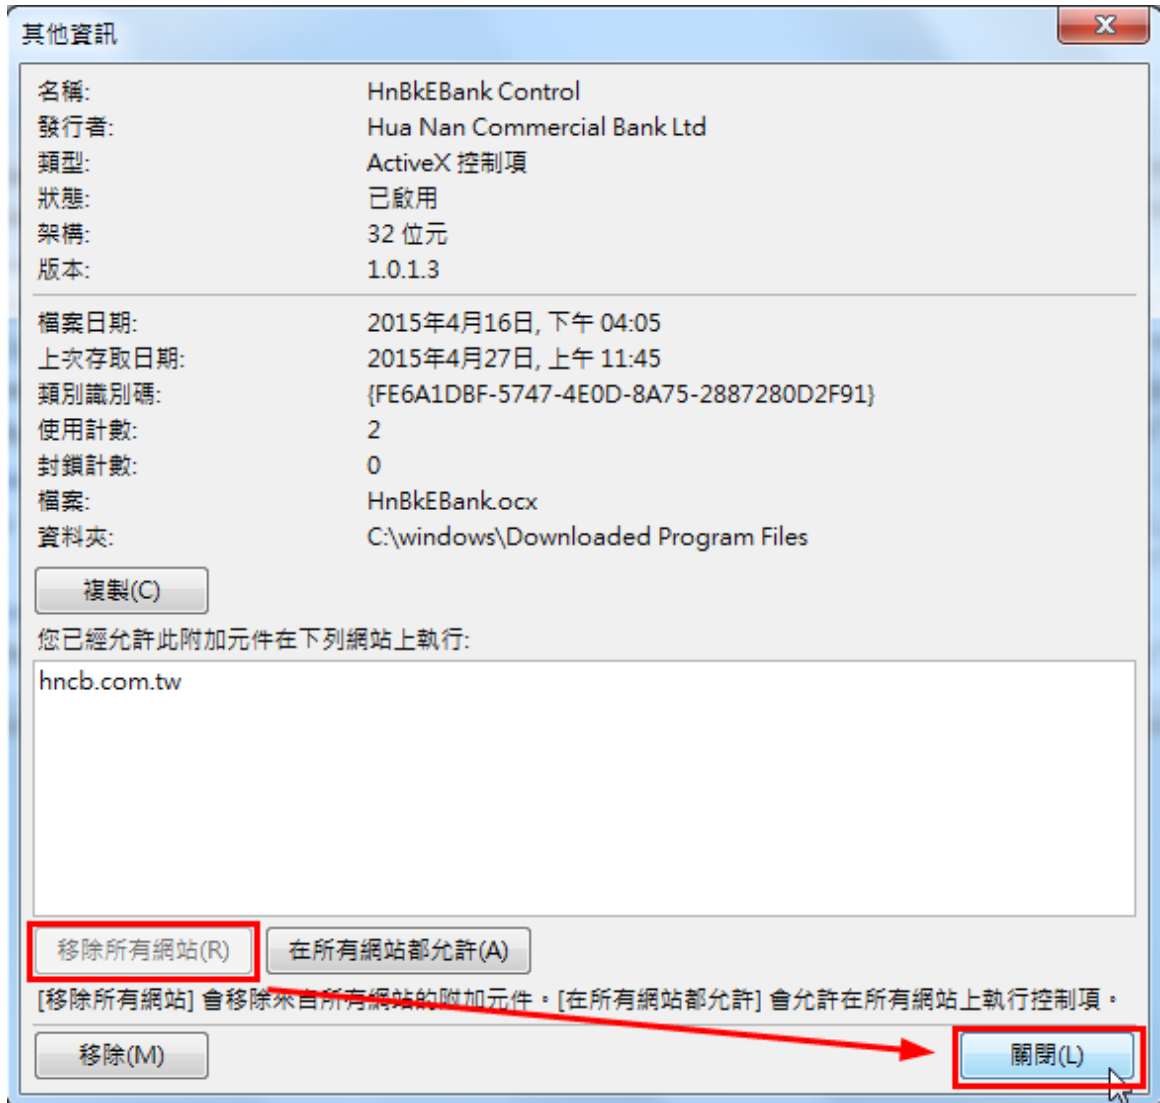 其他資訊
名稱: HnBkEBank Control
發行者: Hua Nan Commercial Bank Ltd
類型: ActiveX 控制項
狀態: 已啟用
架構: 32 位元
版本: 1.0.1.3
檔案日期: 2015年4月16日, 下午 04:05
上次存取日期: 2015年4月27日, 上午 11:45
類別識別碼: {FE6A1DBF-5747-4E0D-8A75-2887280D2F91}
使用計數: 2
封鎖計數: 0
檔案: HnBkEBank.ocx
資料夾: C:\windows\Downloaded Program Files
複製(C)
您已經允許此附加元件在下列網站上執行:
hncb.com.tw
移除所有網站(R) 在所有網站都允許(A)
[移除所有網站] 會移除來自所有網站的附加元件。[在所有網站都允許] 會允許在所有網站上執行控制項。
移除(M) 關閉(L)